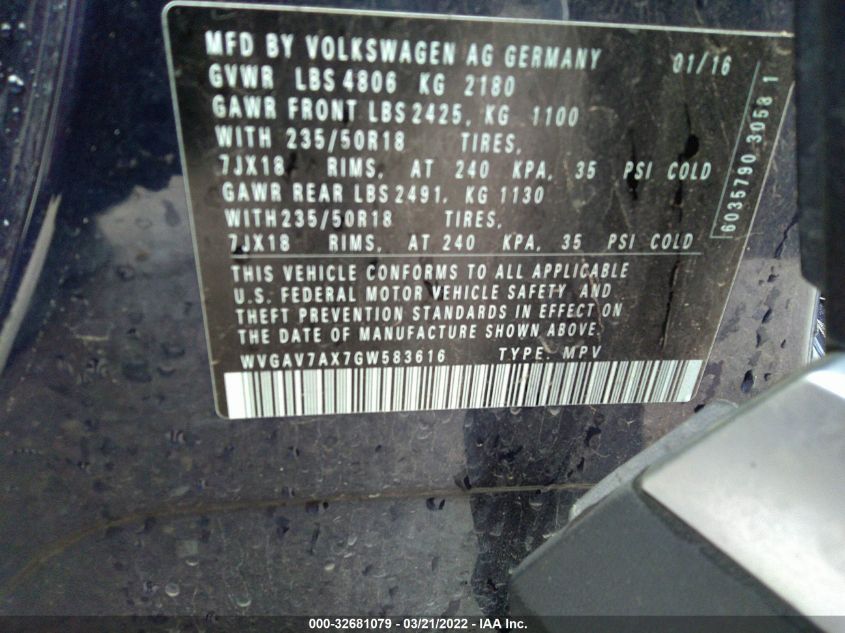 MFD BY VOLKSWAGEN AG GERMANY 01/16
GVWR LBS 4806 KG 2180
GAWR FRONT LBS 2425, KG 1100
WITH 235/50R18 TIRES,
7JX18 RIMS, AT 240 KPA, 35 PSI COLD
GAWR REAR LBS 2491, KG 1130
WITH 235/50R18 TIRES,
7JX18 RIMS, AT 240 KPA, 35 PSI COLD
6035790 3058 1
THIS VEHICLE CONFORMS TO ALL APPLICABLE
U.S. FEDERAL MOTOR VEHICLE SAFETY AND
THEFT PREVENTION STANDARDS IN EFFECT ON
THE DATE OF MANUFACTURE SHOWN ABOVE.
WVGAV7AX7GW583616 TYPE: MPV
000-32681079 - 03/21/2022 - IAA Inc.